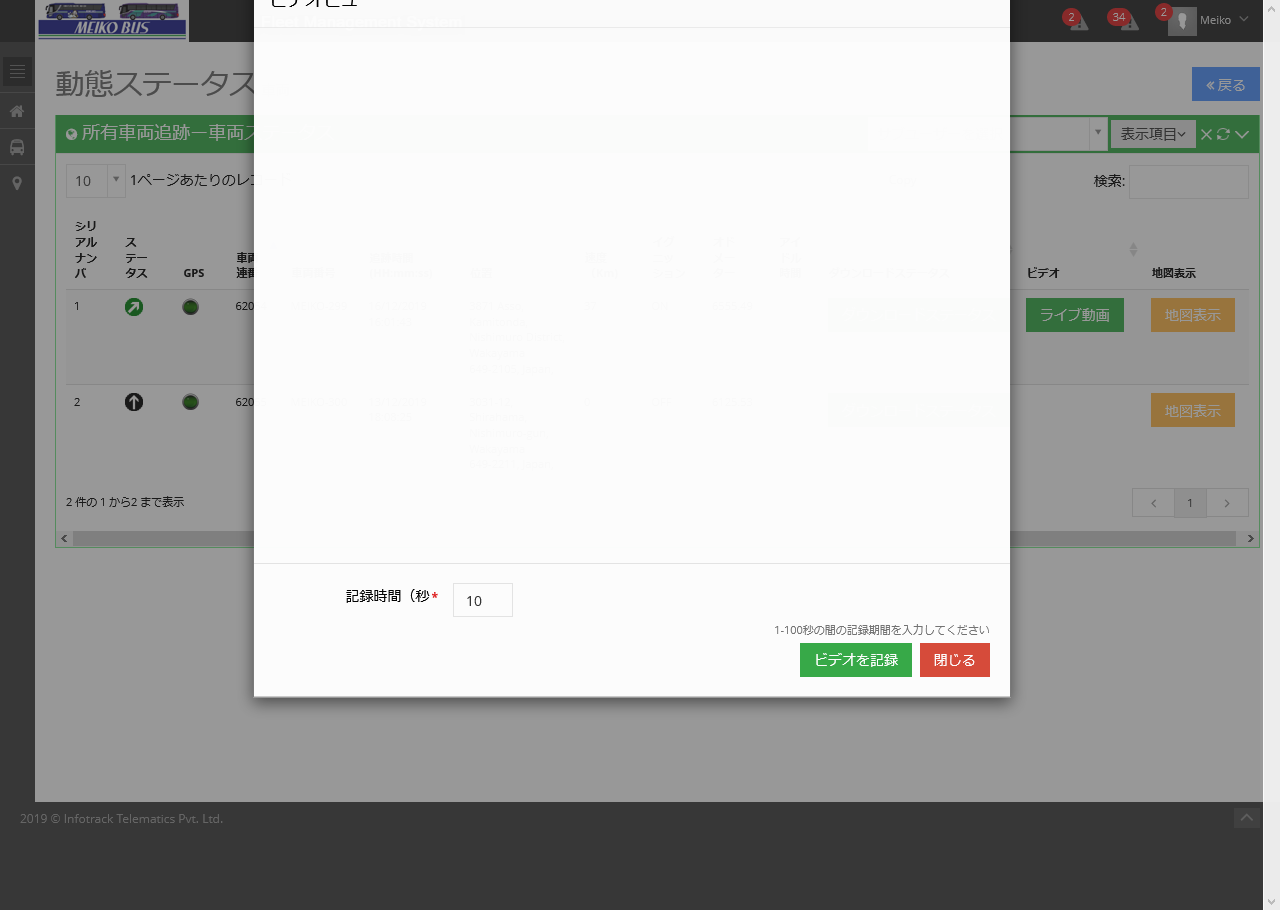 ビデオビュー
MEIKO BUS
2
34
2
Meiko
動態ステータス
戻る
所有車両追跡ー車両ス
表示項目
10
1ページあたりのレコ
検索:
シリ
アル
ナン
バ
ス
テー
タス
GPS
車両
連番
ビデオ
地図表示
1
620
ライブ動画
地図表示
2
620
地図表示
2 件の 1 から2 まで表示
1
記録時間（秒*
10
1-100秒の間の記録期間を入力してください
ビデオを記録
閉じる
2019 © Infotrack Telematics Pvt. Ltd.